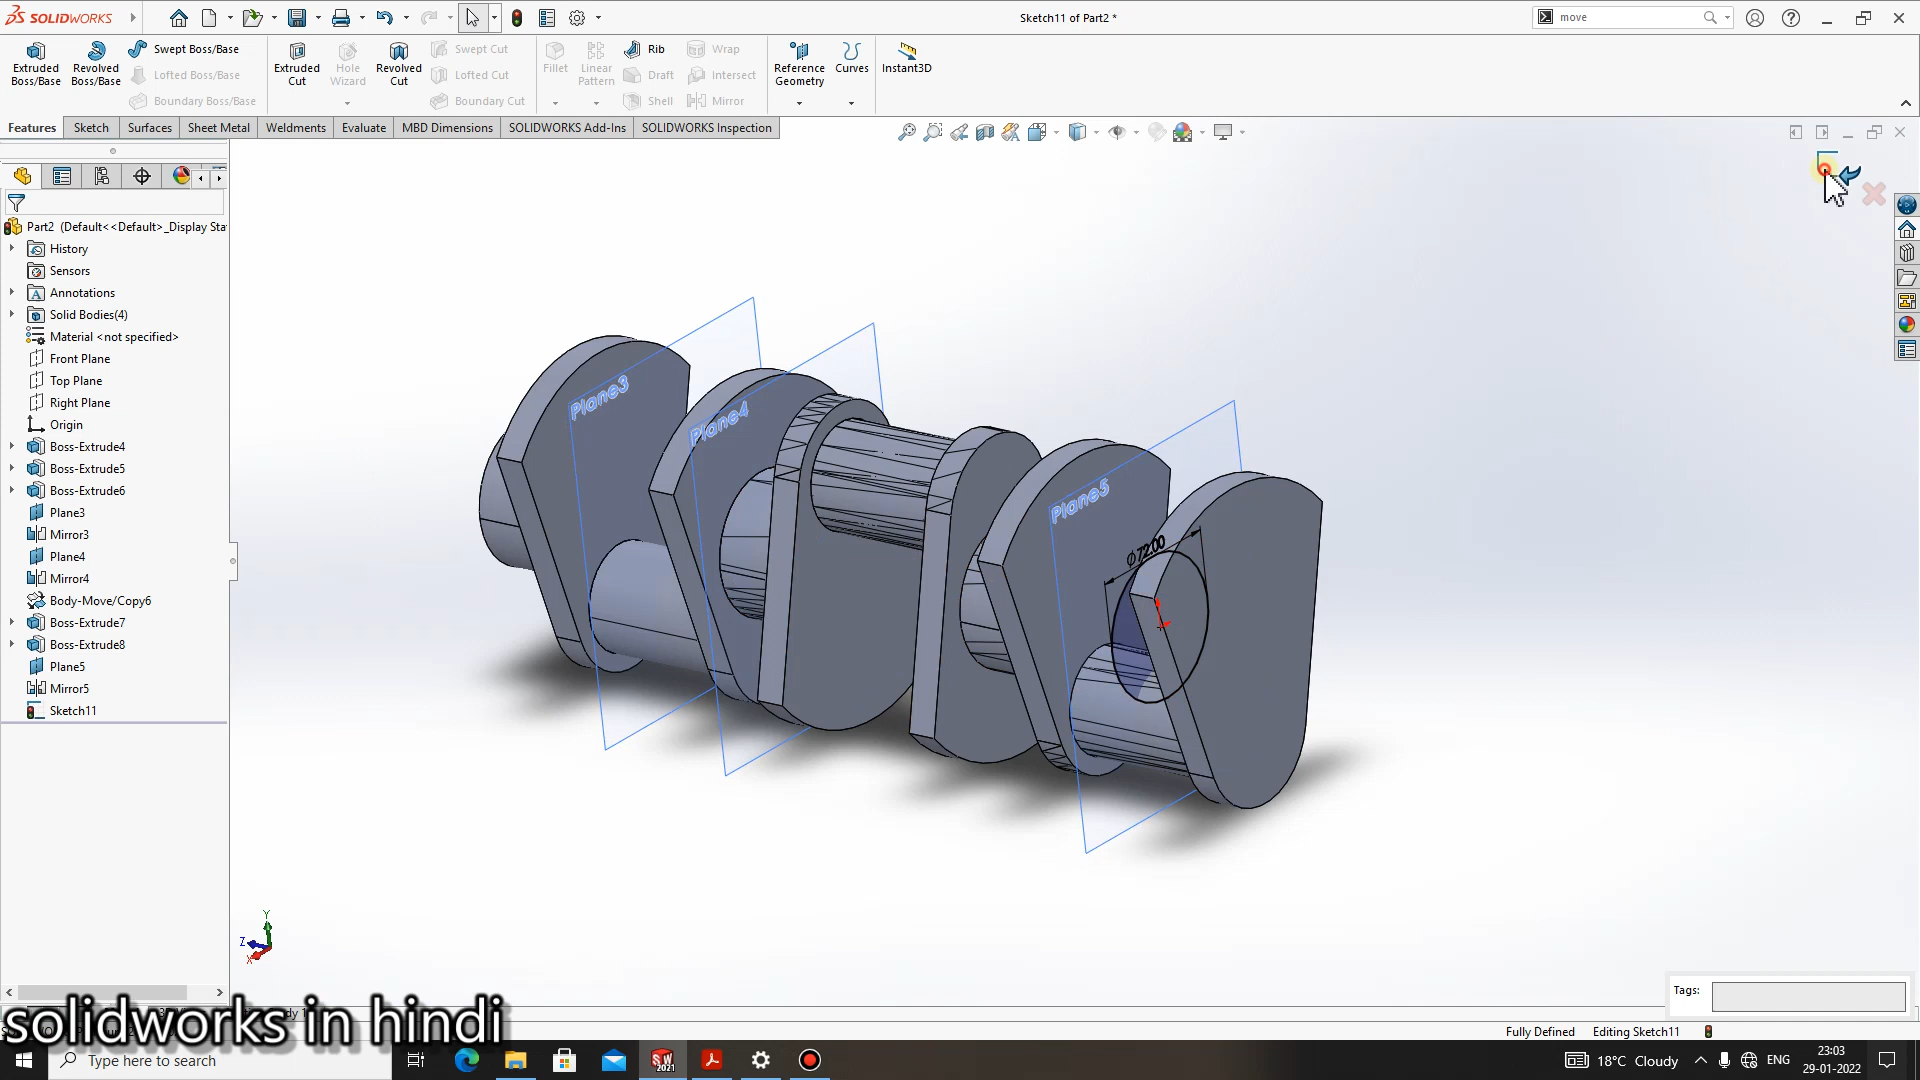 SOLIDWORKS
Sketch11 of Part2 *
move
Extruded Boss/Base
Revolved Boss/Base
Swept Boss/Base
Lofted Boss/Base
Boundary Boss/Base
Extruded Cut
Hole Wizard
Revolved Cut
Swept Cut
Lofted Cut
Boundary Cut
Fillet
Linear Pattern
Rib
Draft
Shell
Wrap
Intersect
Mirror
Reference Geometry
Curves
Instant3D
Features
Sketch
Surfaces
Sheet Metal
Weldments
Evaluate
MBD Dimensions
SOLIDWORKS Add-Ins
SOLIDWORKS Inspection
Part2 (Default<<Default>_Display Sta
History
Sensors
Annotations
Solid Bodies(4)
Material <not specified>
Front Plane
Top Plane
Right Plane
Origin
Boss-Extrude4
Boss-Extrude5
Boss-Extrude6
Plane3
Mirror3
Plane4
Mirror4
Body-Move/Copy6
Boss-Extrude7
Boss-Extrude8
Plane5
Mirror5
Sketch11
Plane3
Plane4
Plane5
Ø72.00
Y
Z
X
Tags:
solidworks in hindi
Fully Defined
Editing Sketch11
Type here to search
SW 2021
18°C Cloudy
ENG
23:03
29-01-2022